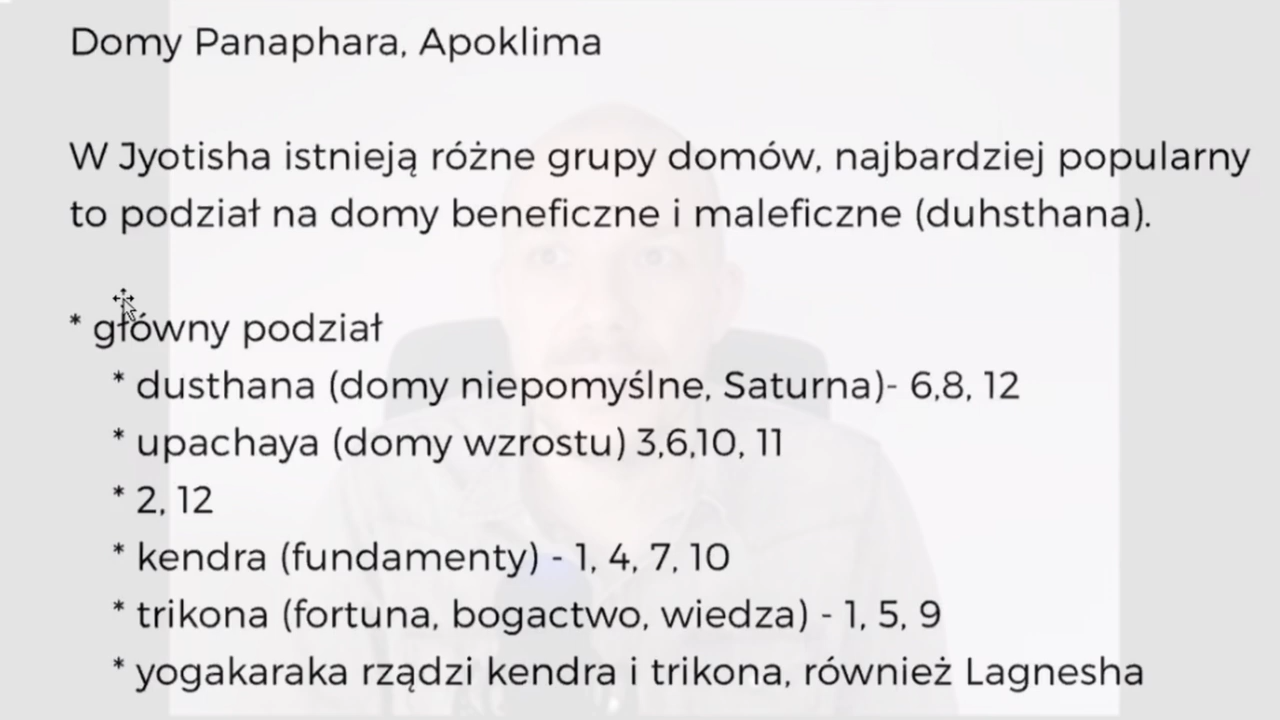 Domy Panaphara, Apoklima
W Jyotisha istnieją różne grupy domów, najbardziej popularny
to podział na domy beneficzne i maleficzne (duhsthana).
* główny podział
* dusthana (domy niepomyślne, Saturna)- 6,8, 12
* upachaya (domy wzrostu) 3,6,10, 11
* 2, 12
* kendra (fundamenty) - 1, 4, 7, 10
* trikona (fortuna, bogactwo, wiedza) - 1, 5, 9
* yogakaraka rządzi kendra i trikona, również Lagnesha